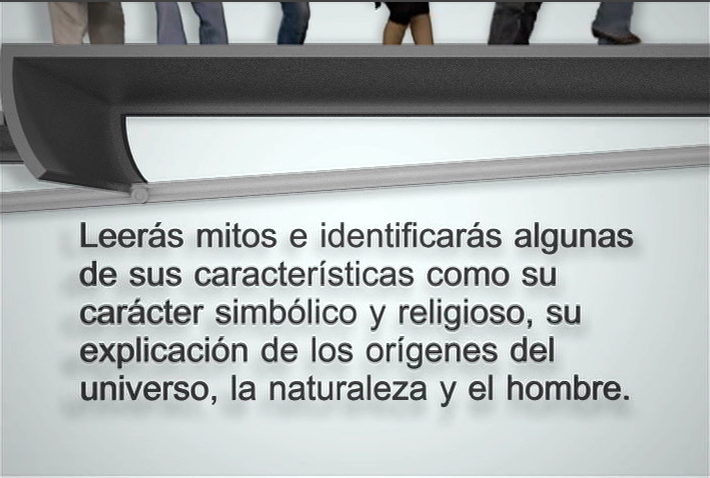 Leerás mitos e identificarás algunas
de sus características como su
carácter simbólico y religioso, su
explicación de los orígenes del
universo, la naturaleza y el hombre.